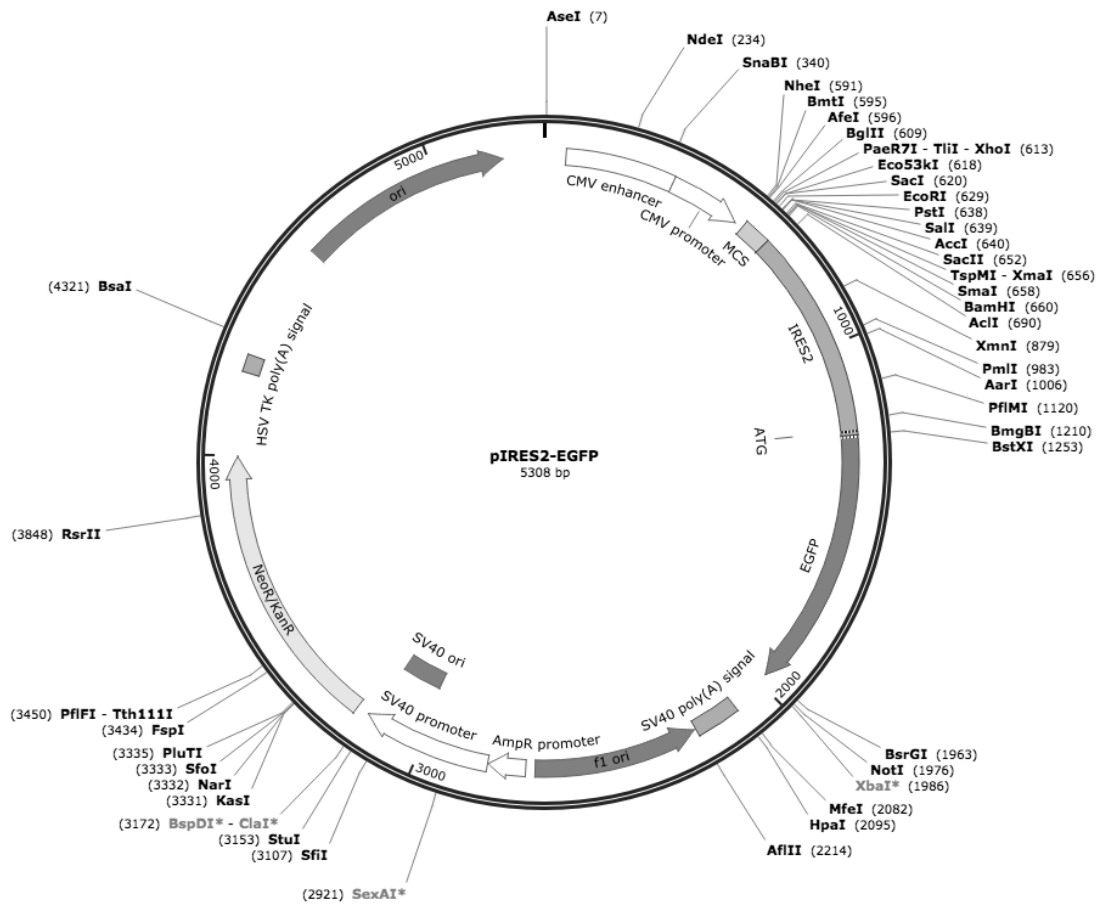 AseI (7)
NdeI (234)
SnaBI (340)
NheI (591)
BmtI (595)
AfeI (596)
BglII (609)
PaeR7I - TliI - XhoI (613)
Eco53kI (618)
SacI (620)
EcoRI (629)
PstI (638)
SalI (639)
AccI (640)
SacII (652)
TspMI - XmaI (656)
SmaI (658)
BamHI (660)
AclI (690)
XmnI (879)
PmlI (983)
AarI (1006)
PflMI (1120)
BmgBI (1210)
BstXI (1253)
BsrGI (1963)
NotI (1976)
XbaI* (1986)
MfeI (2082)
HpaI (2095)
AflII (2214)
(2921) SexAI*
(3107) SfiI
(3153) StuI
(3172) BspDI* - ClaI*
(3331) KasI
(3332) NarI
(3333) SfoI
(3335) PluTI
(3434) FspI
(3450) PflFI - Tth111I
(3848) RsrII
(4321) BsaI
CMV enhancer
CMV promoter
MCS
IRES2
ATG
EGFP
SV40 poly(A) signal
f1 ori
AmpR promoter
SV40 promoter
SV40 ori
NeoR/KanR
HSV TK poly(A) signal
ori
1000
2000
3000
4000
5000
pIRES2-EGFP
5308 bp